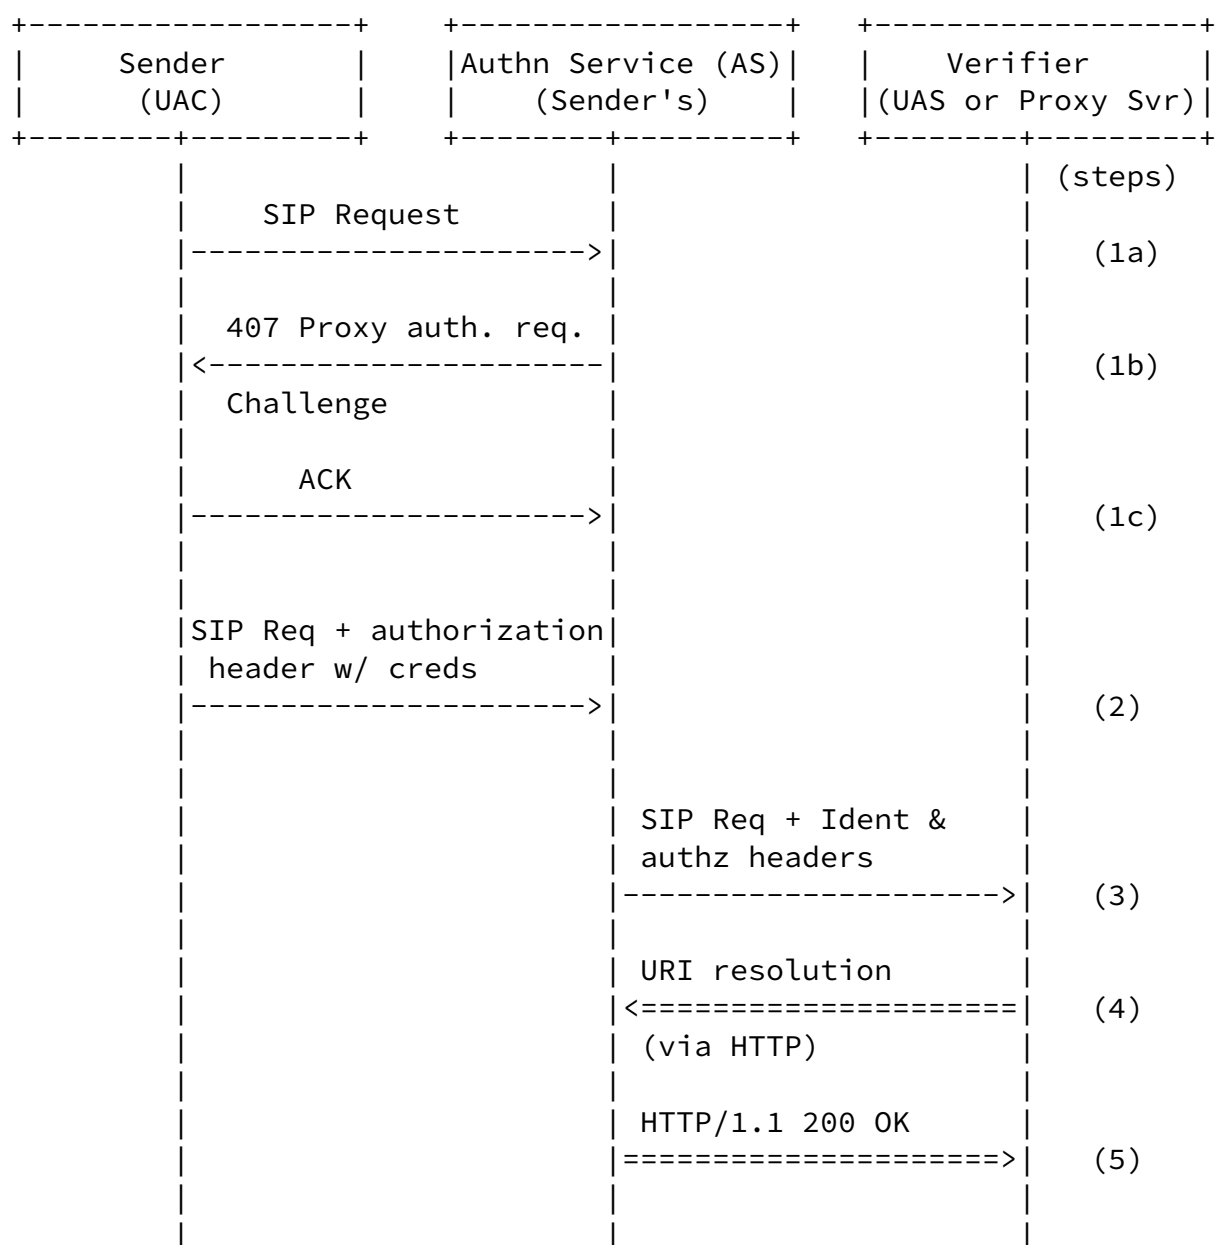 Sender Authn Service (AS) Verifier
(UAC) (Sender's) (UAS or Proxy Svr)
(steps)
SIP Request
(1a)
407 Proxy auth. req.
(1b)
Challenge
ACK
(1c)
SIP Req + authorization
header w/ creds
(2)
SIP Req + Ident &
authz headers
(3)
URI resolution
(4)
(via HTTP)
HTTP/1.1 200 OK
(5)